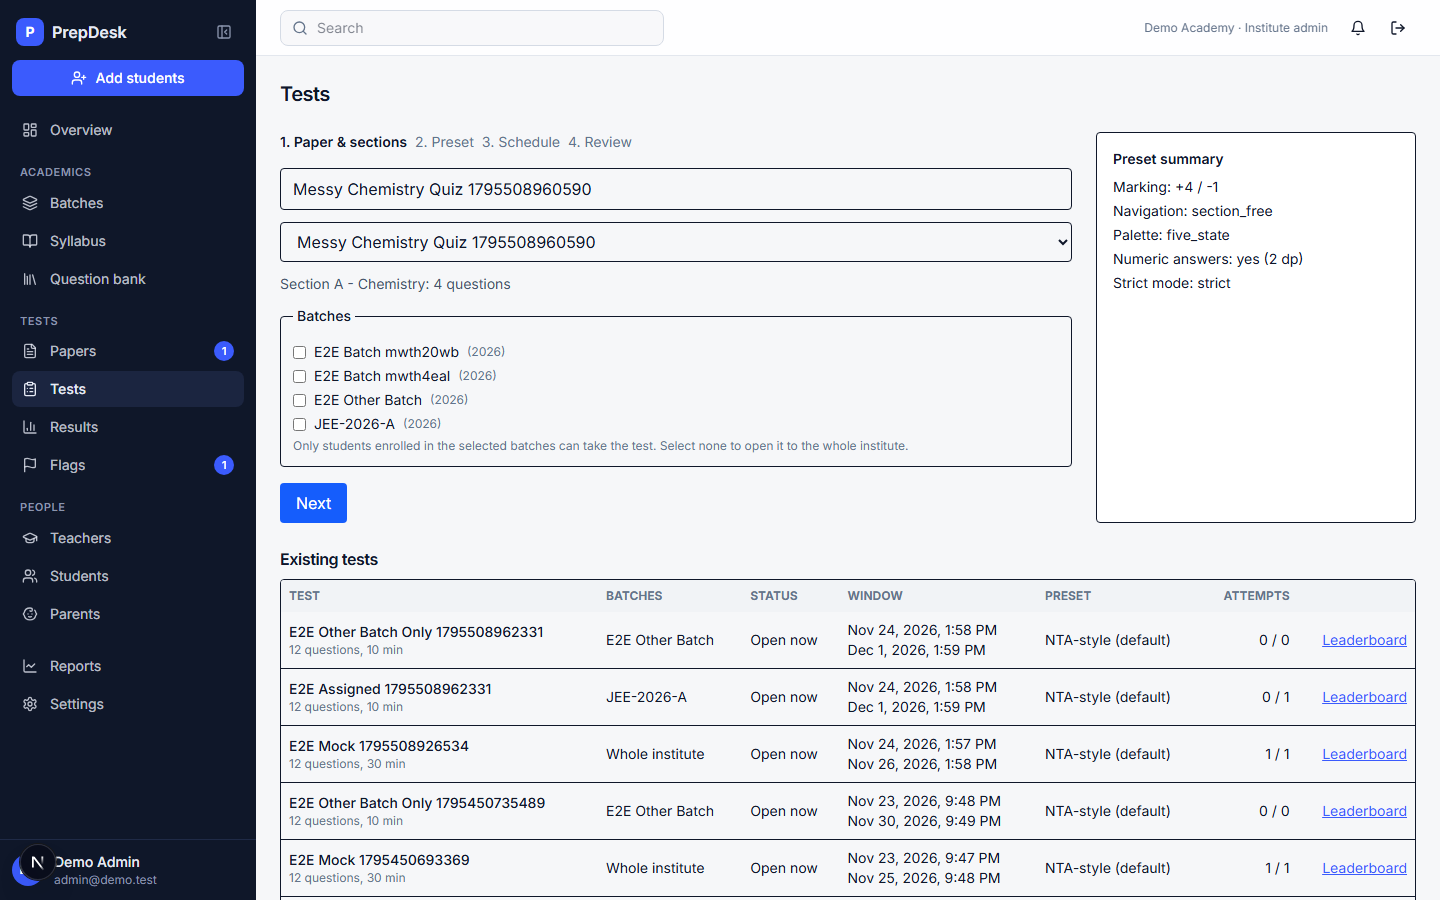 P PrepDesk
Add students
Overview
ACADEMICS
Batches
Syllabus
Question bank
TESTS
Papers 1
Tests
Results
Flags 1
PEOPLE
Teachers
Students
Parents
Reports
Settings
N
Demo Admin
admin@demo.test
Search
Demo Academy · Institute admin
Tests
1. Paper & sections 2. Preset 3. Schedule 4. Review
Messy Chemistry Quiz 1795508960590
Messy Chemistry Quiz 1795508960590
Section A - Chemistry: 4 questions
Batches
E2E Batch mwth20wb (2026)
E2E Batch mwth4eal (2026)
E2E Other Batch (2026)
JEE-2026-A (2026)
Only students enrolled in the selected batches can take the test. Select none to open it to the whole institute.
Next
Preset summary
Marking: +4 / -1
Navigation: section_free
Palette: five_state
Numeric answers: yes (2 dp)
Strict mode: strict
Existing tests
TEST BATCHES STATUS WINDOW PRESET ATTEMPTS
E2E Other Batch Only 1795508962331
12 questions, 10 min
E2E Other Batch
Open now
Nov 24, 2026, 1:58 PM
Dec 1, 2026, 1:59 PM
NTA-style (default)
0 / 0
Leaderboard
E2E Assigned 1795508962331
12 questions, 10 min
JEE-2026-A
Open now
Nov 24, 2026, 1:58 PM
Dec 1, 2026, 1:59 PM
NTA-style (default)
0 / 1
Leaderboard
E2E Mock 1795508926534
12 questions, 30 min
Whole institute
Open now
Nov 24, 2026, 1:57 PM
Nov 26, 2026, 1:58 PM
NTA-style (default)
1 / 1
Leaderboard
E2E Other Batch Only 1795450735489
12 questions, 10 min
E2E Other Batch
Open now
Nov 23, 2026, 9:48 PM
Nov 30, 2026, 9:49 PM
NTA-style (default)
0 / 0
Leaderboard
E2E Mock 1795450693369
12 questions, 30 min
Whole institute
Open now
Nov 23, 2026, 9:47 PM
Nov 25, 2026, 9:48 PM
NTA-style (default)
1 / 1
Leaderboard